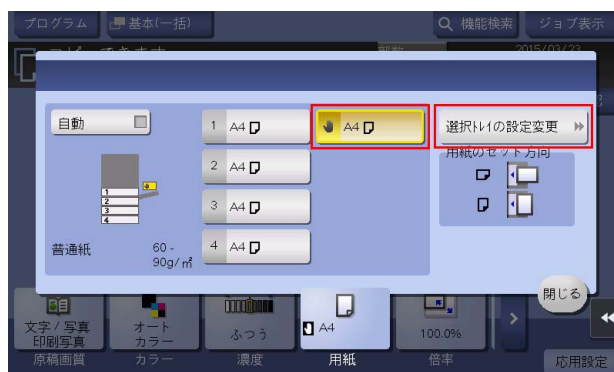 プログラム
基本(一括)
機能検索
ジョブ表示
2015/03/23
自動
1 A4
A4
選択トレイの設定変更
用紙のセット方向
2 A4
3 A4
4 A4
1
2
3
4
普通紙
60 -
90g/㎡
閉じる
文字/写真
印刷写真
オート
カラー
ふつう
A4
100.0%
原稿画質
カラー
濃度
用紙
倍率
応用設定